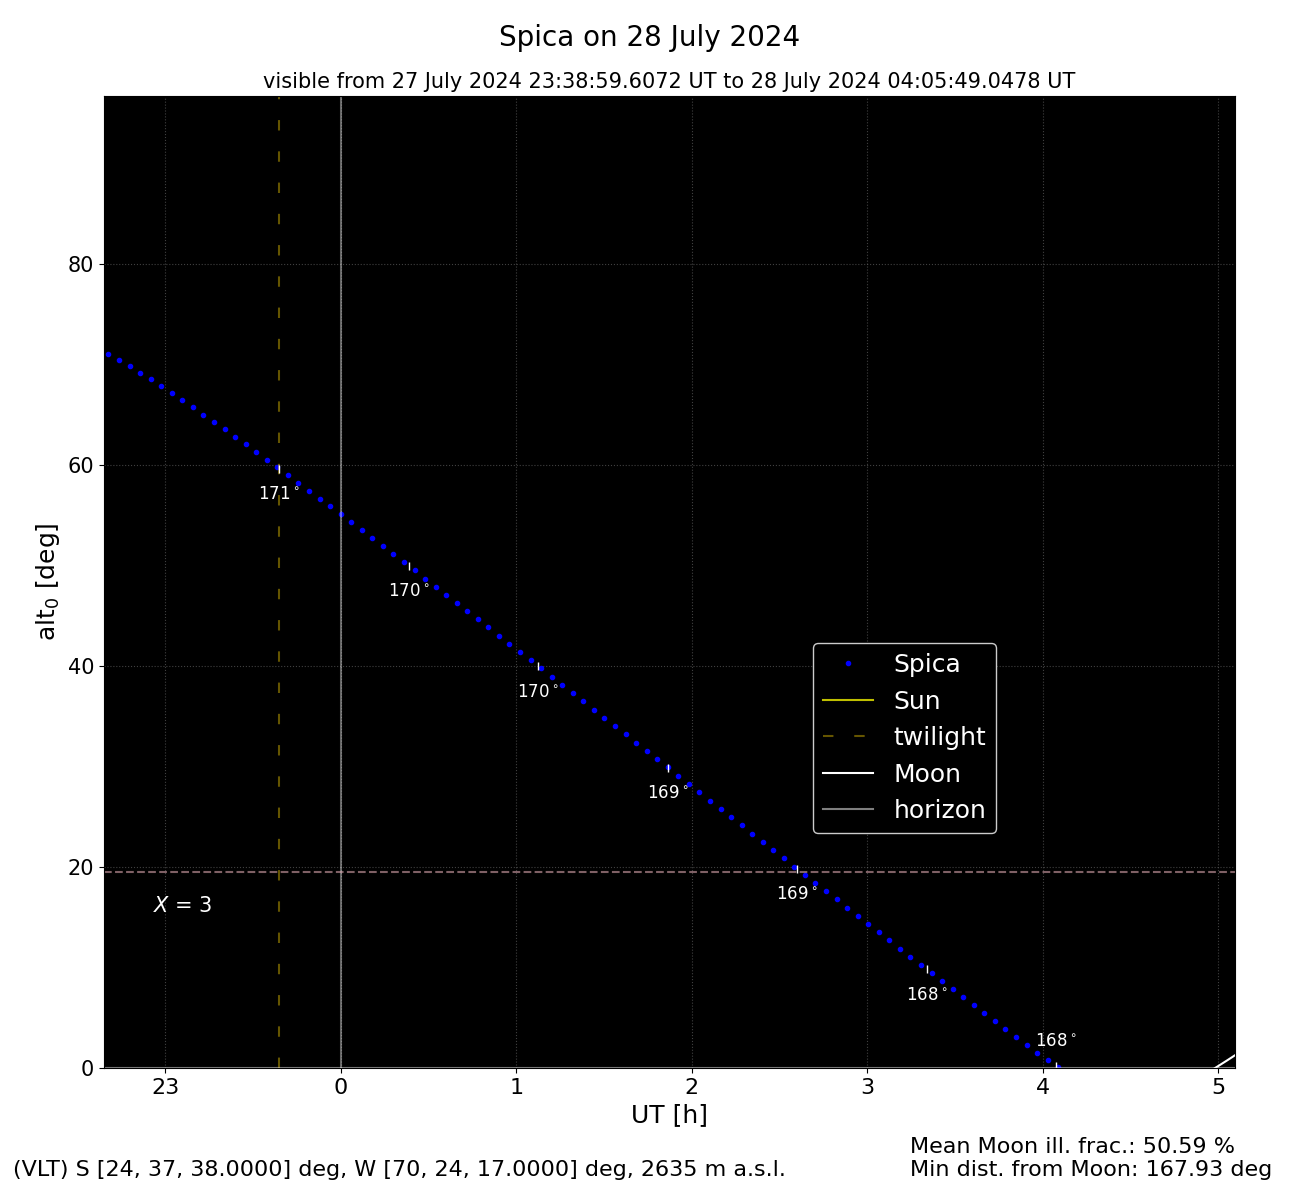 Spica on 28 July 2024
visible from 27 July 2024 23:38:59.6072 UT to 28 July 2024 04:05:49.0478 UT
alt₀ [deg]
80
60
40
20
0
171°
170°
170°
169°
169°
168°
168°
Spica
Sun
twilight
Moon
horizon
X = 3
23 0 1 2 3 4 5
UT [h]
Mean Moon ill. frac.: 50.59 %
(VLT) S [24, 37, 38.0000] deg, W [70, 24, 17.0000] deg, 2635 m a.s.l.
Min dist. from Moon: 167.93 deg